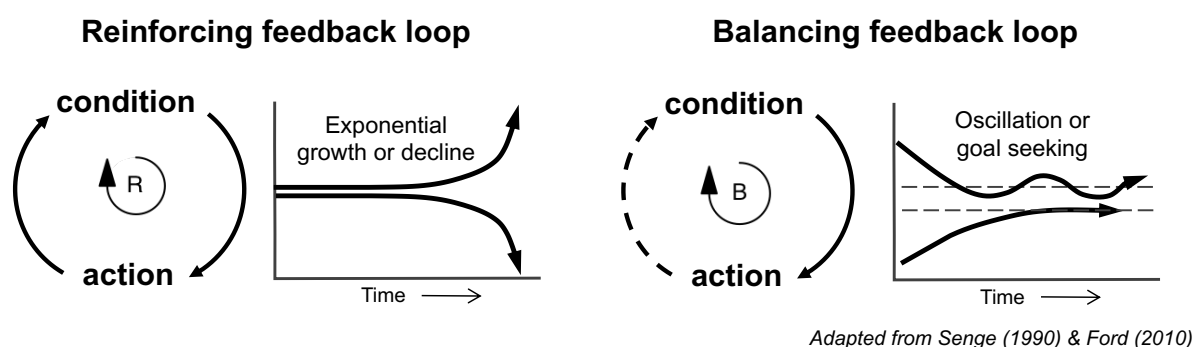 Reinforcing feedback loop
condition
R
action
Exponential
growth or decline
Time
Balancing feedback loop
condition
B
action
Oscillation or
goal seeking
Time
Adapted from Senge (1990) & Ford (2010)